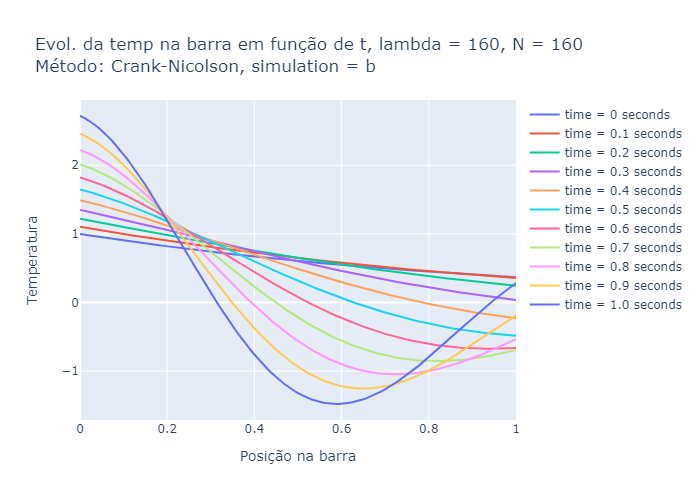 Evol. da temp na barra em função de t, lambda = 160, N = 160
Método: Crank-Nicolson, simulation = b
time = 0 seconds
time = 0.1 seconds
time = 0.2 seconds
time = 0.3 seconds
time = 0.4 seconds
time = 0.5 seconds
time = 0.6 seconds
time = 0.7 seconds
time = 0.8 seconds
time = 0.9 seconds
time = 1.0 seconds
Temperatura
2
1
0
−1
0
0.2
0.4
0.6
0.8
1
Posição na barra